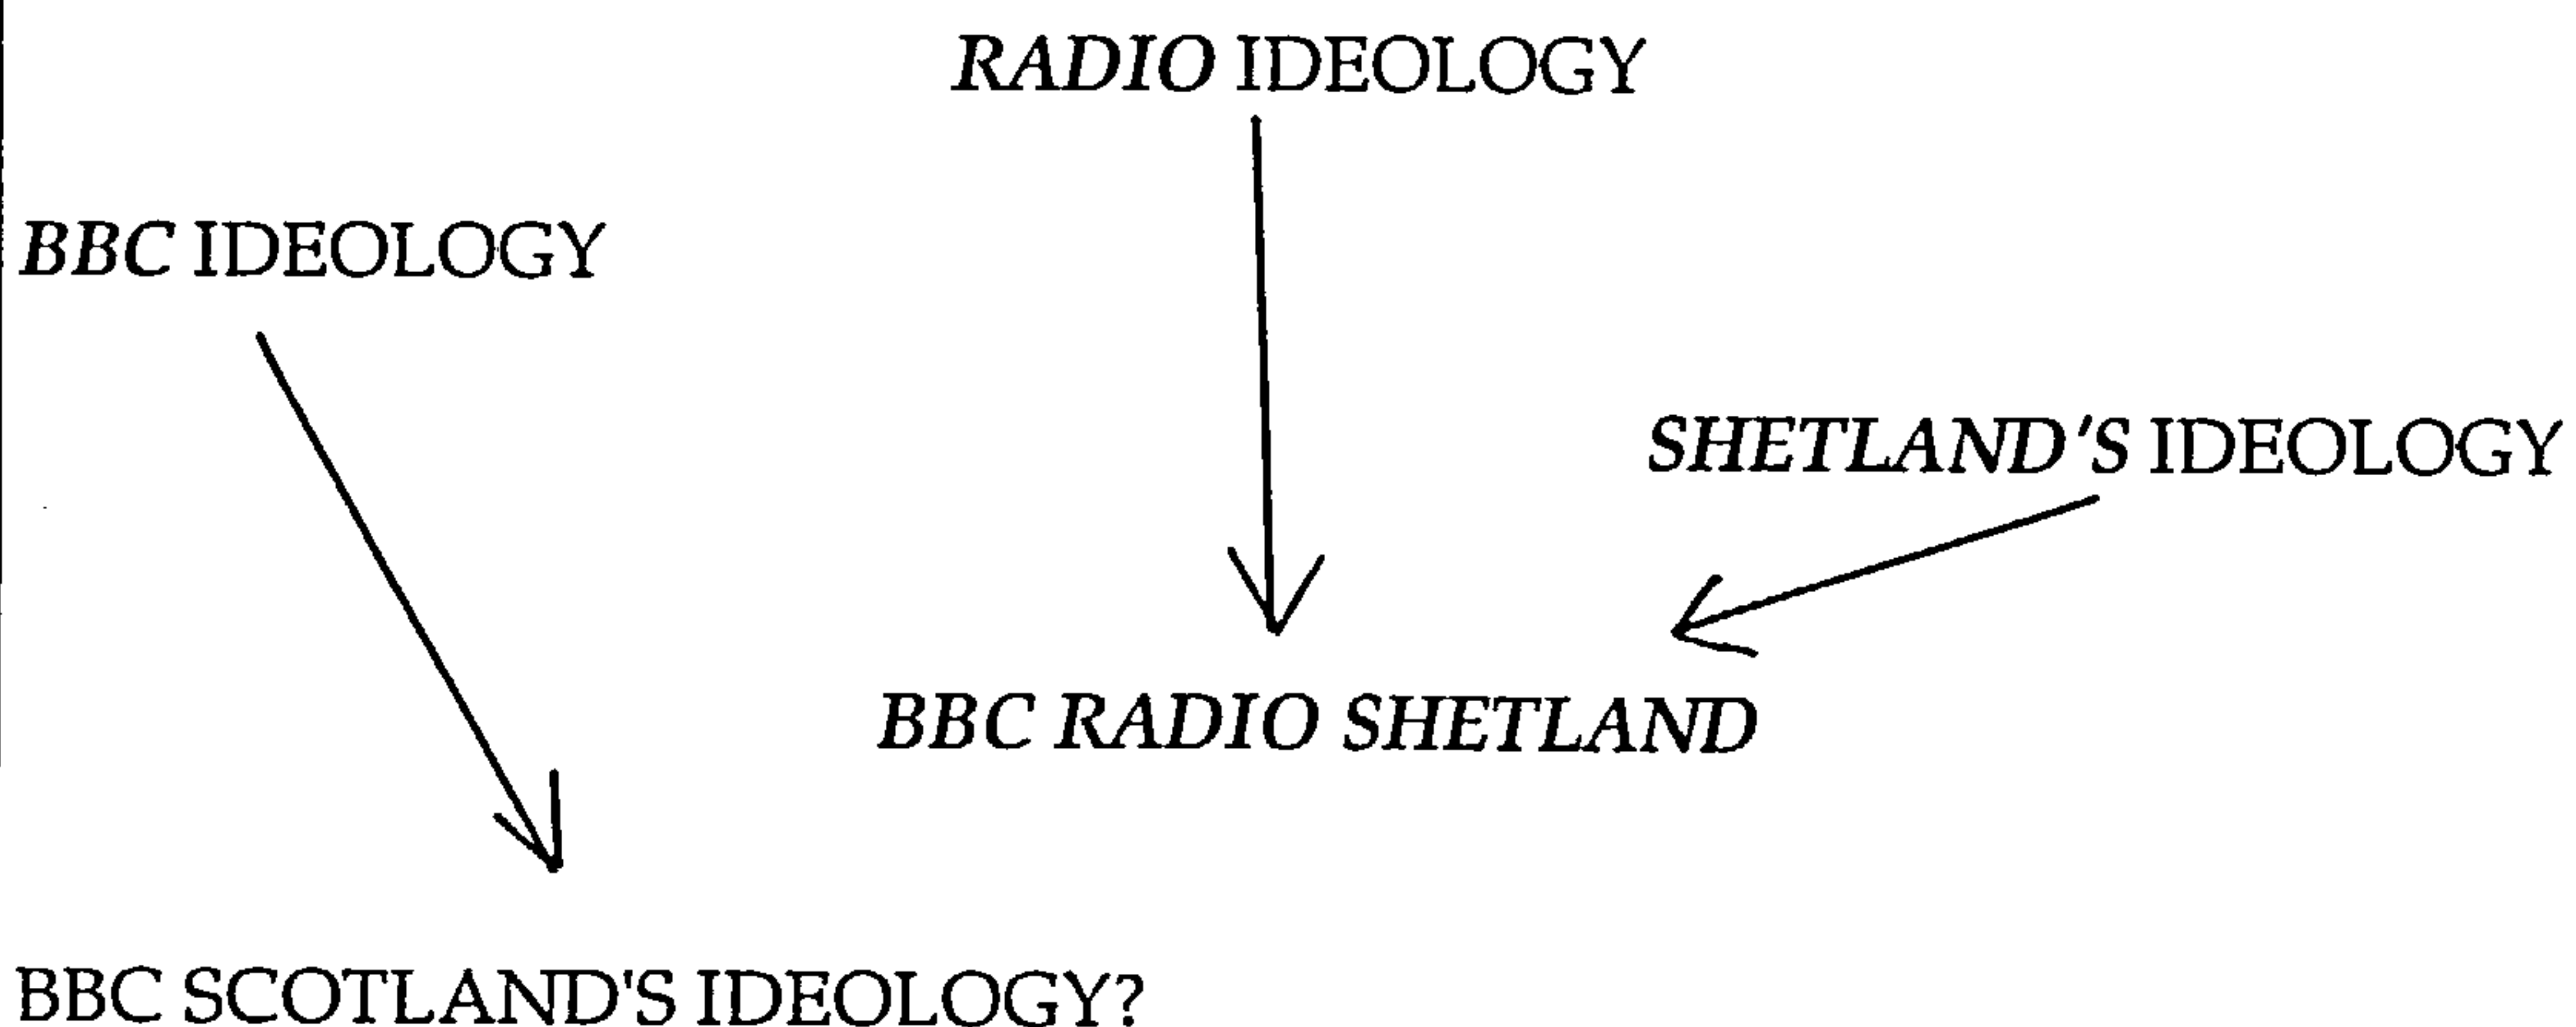 RADIO IDEOLOGY
BBC IDEOLOGY
SHETLAND'S IDEOLOGY
BBC RADIO SHETLAND
BBC SCOTLAND'S IDEOLOGY?